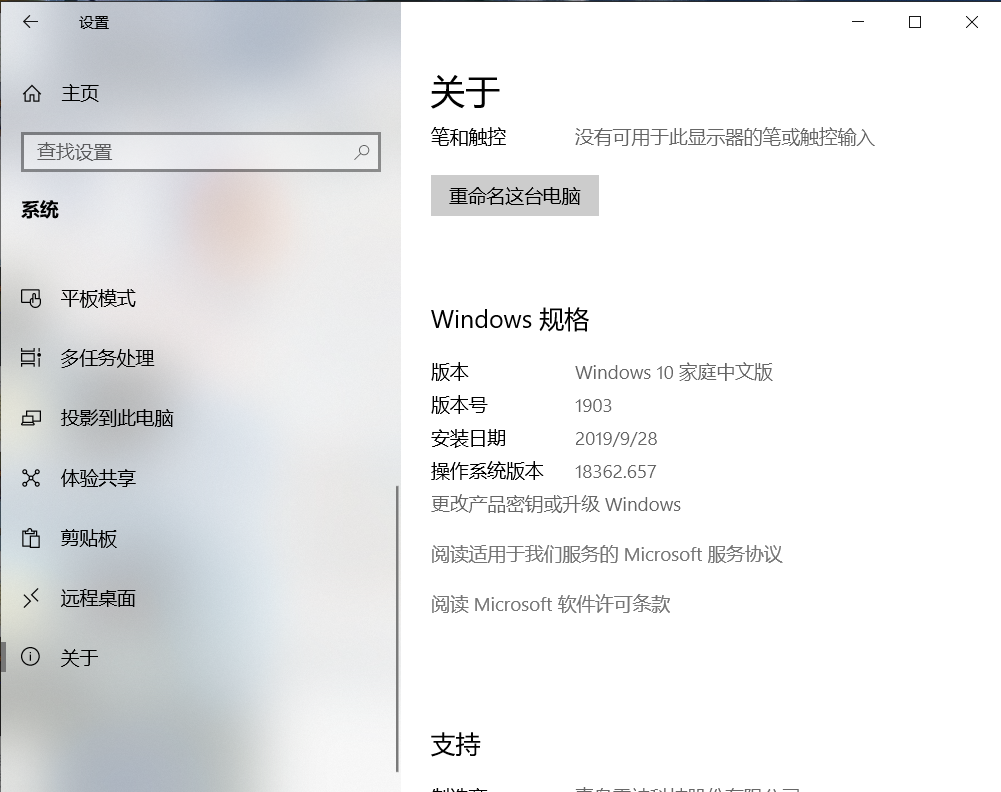 设置
主页
查找设置
系统
平板模式
多任务处理
投影到此电脑
体验共享
剪贴板
远程桌面
关于
关于
笔和触控 没有可用于此显示器的笔或触控输入
重命名这台电脑
Windows 规格
版本 Windows 10 家庭中文版
版本号 1903
安装日期 2019/9/28
操作系统版本 18362.657
更改产品密钥或升级 Windows
阅读适用于我们服务的 Microsoft 服务协议
阅读 Microsoft 软件许可条款
支持
制造商